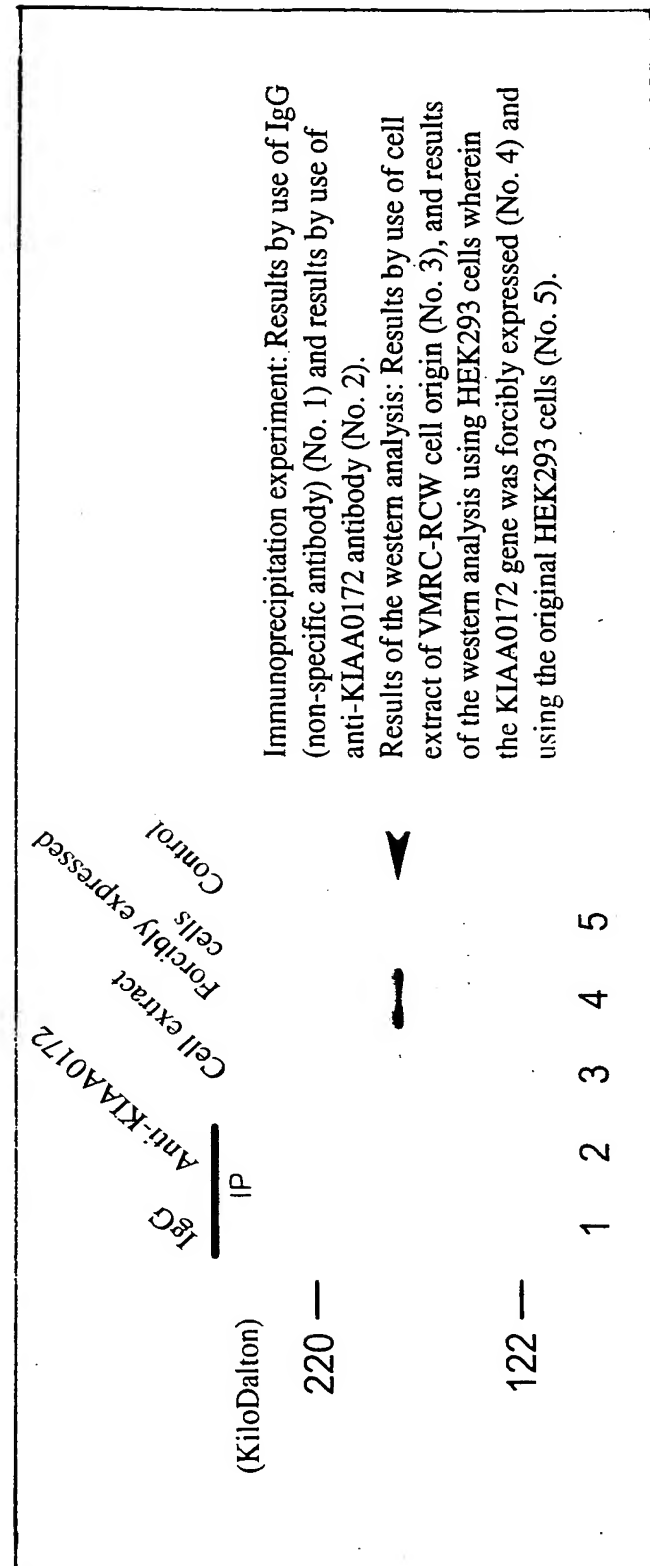 IgG
Anti-KIAA0172
Cell extract
Forcibly expressed
cells
Control
IP
(KiloDalton)
220
122
1 2 3 4 5
Immunoprecipitation experiment: Results by use of IgG
(non-specific antibody) (No. 1) and results by use of
anti-KIAA0172 antibody (No. 2).
Results of the western analysis: Results by use of cell
extract of VMRC-RCW cell origin (No. 3), and results
of the western analysis using HEK293 cells wherein
the KIAA0172 gene was forcibly expressed (No. 4) and
using the original HEK293 cells (No. 5).